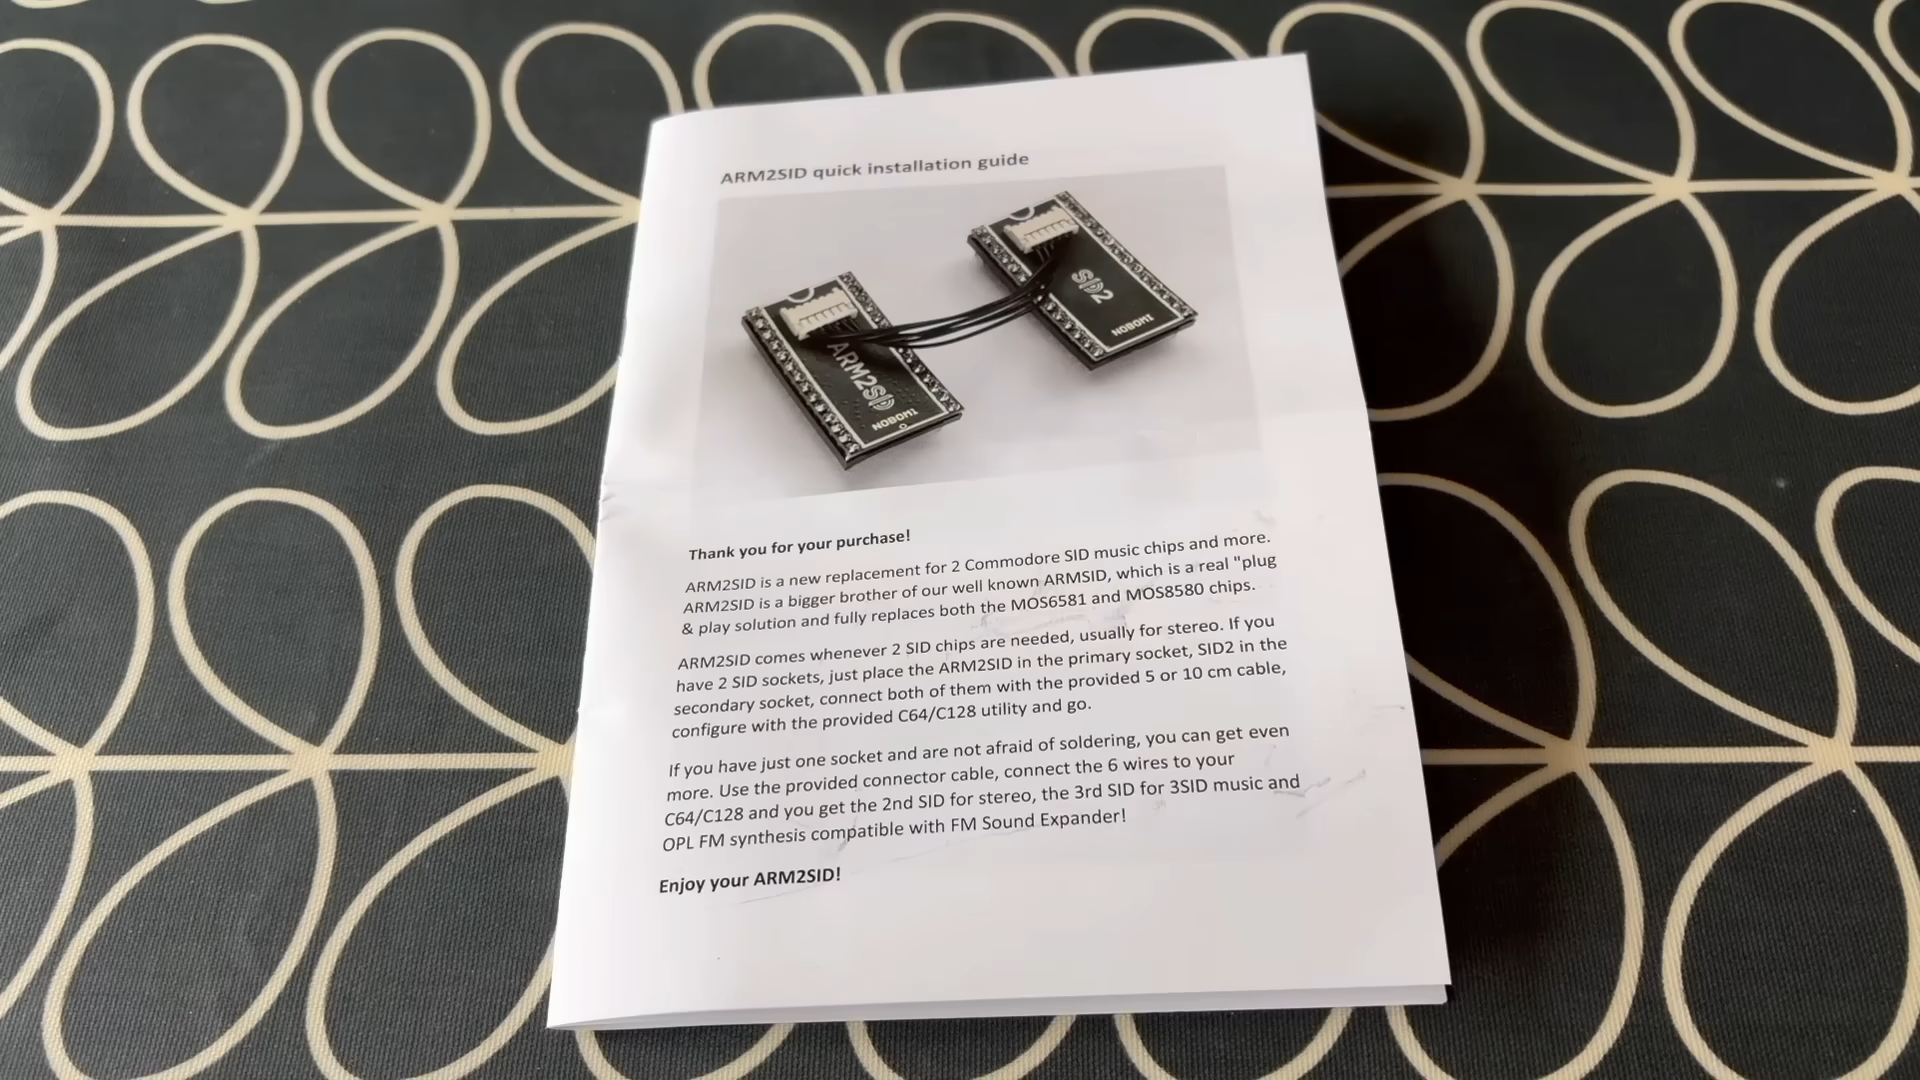 ARM2SID quick installation guide
SID2
NOBOMI
ARM2SID
NOBOMI
Thank you for your purchase!
ARM2SID is a new replacement for 2 Commodore SID music chips and more.
ARM2SID is a bigger brother of our well known ARMSID, which is a real "plug
& play solution and fully replaces both the MOS6581 and MOS8580 chips.
ARM2SID comes whenever 2 SID chips are needed, usually for stereo. If you
have 2 SID sockets, just place the ARM2SID in the primary socket, SID2 in the
secondary socket, connect both of them with the provided 5 or 10 cm cable,
configure with the provided C64/C128 utility and go.
If you have just one socket and are not afraid of soldering, you can get even
more. Use the provided connector cable, connect the 6 wires to your
C64/C128 and you get the 2nd SID for stereo, the 3rd SID for 3SID music and
OPL FM synthesis compatible with FM Sound Expander!
Enjoy your ARM2SID!